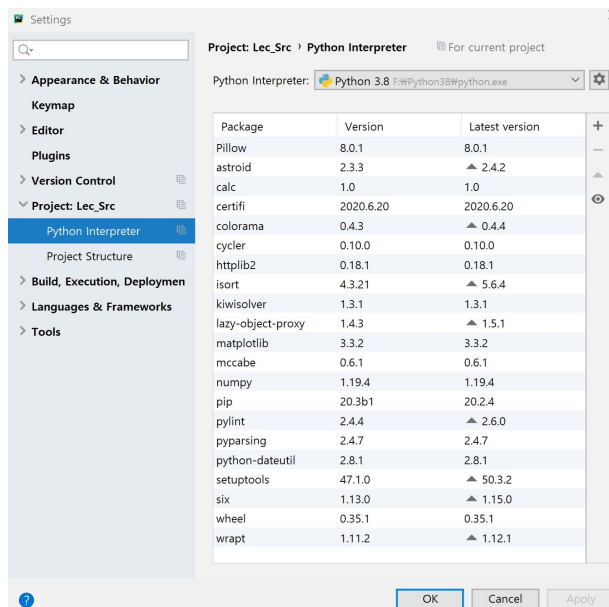 Settings
Project: Lec_Src › Python Interpreter For current project
Python Interpreter: Python 3.8 F:₩Python38₩python.exe
Appearance & Behavior
Keymap
Editor
Plugins
Version Control
Project: Lec_Src
Python Interpreter
Project Structure
Build, Execution, Deploymen
Languages & Frameworks
Tools
Package Version Latest version
Pillow 8.0.1 8.0.1
astroid 2.3.3 ▲ 2.4.2
calc 1.0 1.0
certifi 2020.6.20 2020.6.20
colorama 0.4.3 ▲ 0.4.4
cycler 0.10.0 0.10.0
httplib2 0.18.1 0.18.1
isort 4.3.21 ▲ 5.6.4
kiwisolver 1.3.1 1.3.1
lazy-object-proxy 1.4.3 ▲ 1.5.1
matplotlib 3.3.2 3.3.2
mccabe 0.6.1 0.6.1
numpy 1.19.4 1.19.4
pip 20.3b1 20.2.4
pylint 2.4.4 ▲ 2.6.0
pyparsing 2.4.7 2.4.7
python-dateutil 2.8.1 2.8.1
setuptools 47.1.0 ▲ 50.3.2
six 1.13.0 ▲ 1.15.0
wheel 0.35.1 0.35.1
wrapt 1.11.2 ▲ 1.12.1
? OK Cancel Apply